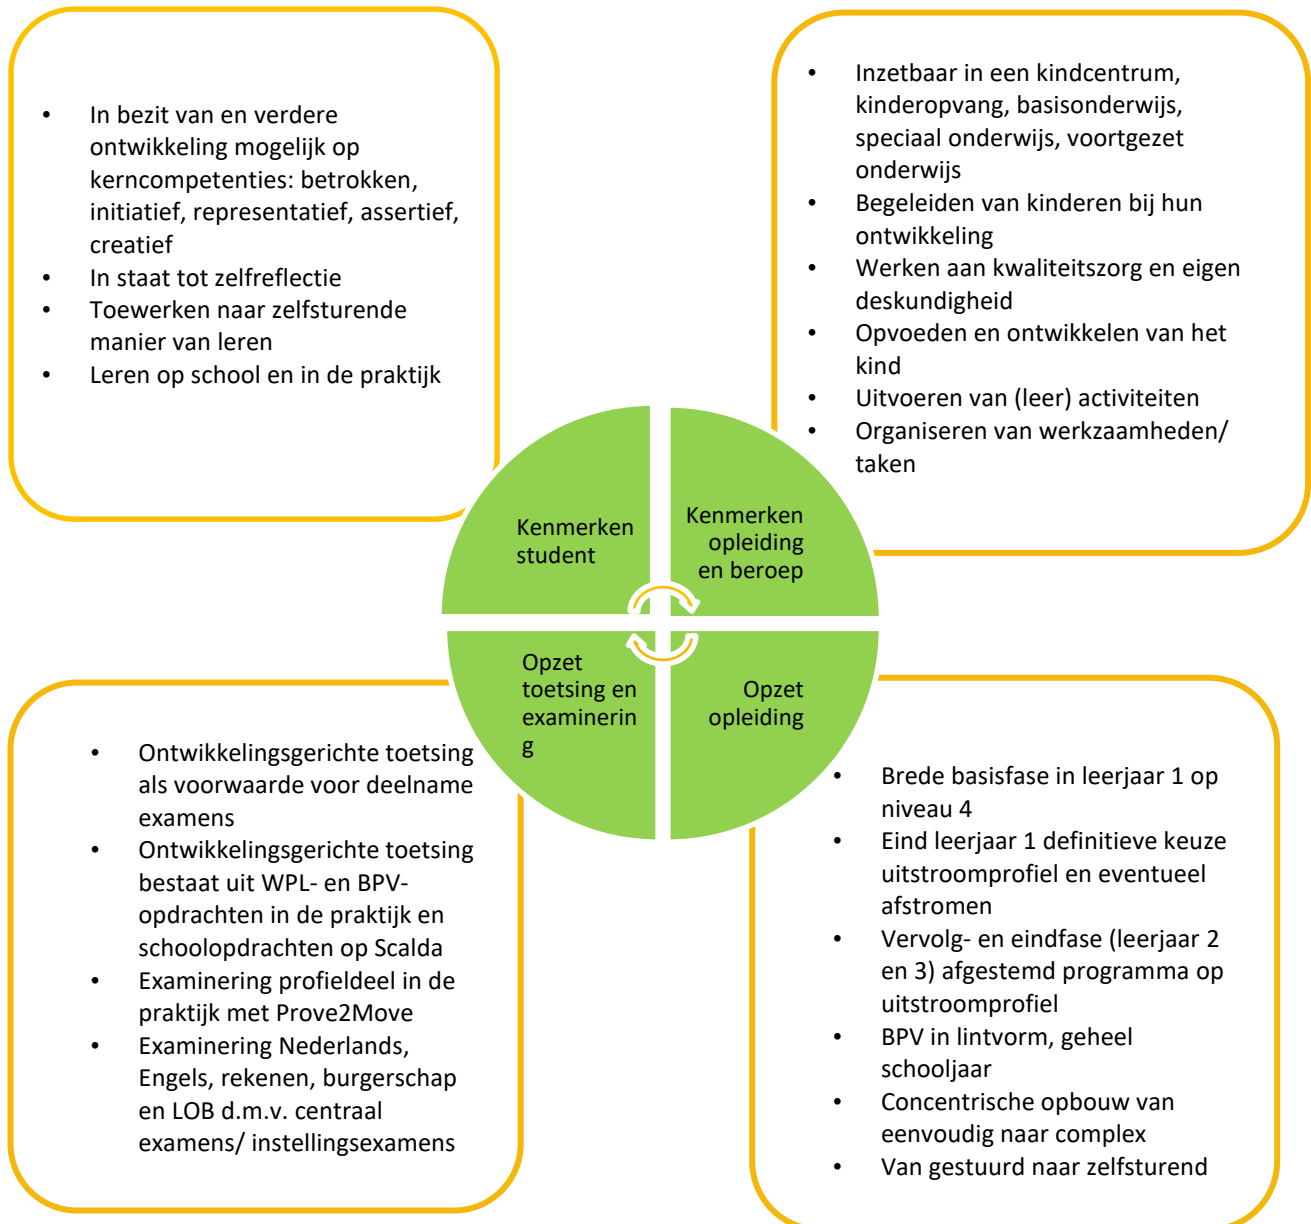 • In bezit van en verdere
ontwikkeling mogelijk op
kerncompetenties: betrokken,
initiatief, representatief, assertief,
creatief
• In staat tot zelfreflectie
• Toewerken naar zelfsturende
manier van leren
• Leren op school en in de praktijk
• Inzetbaar in een kindcentrum,
kinderopvang, basisonderwijs,
speciaal onderwijs, voortgezet
onderwijs
• Begeleiden van kinderen bij hun
ontwikkeling
• Werken aan kwaliteitszorg en eigen
deskundigheid
• Opvoeden en ontwikkelen van het
kind
• Uitvoeren van (leer) activiteiten
• Organiseren van werkzaamheden/
taken
Kenmerken
student
Kenmerken
opleiding
en beroep
Opzet
toetsing en
examinerin
g
Opzet
opleiding
• Ontwikkelingsgerichte toetsing
als voorwaarde voor deelname
examens
• Ontwikkelingsgerichte toetsing
bestaat uit WPL- en BPV-
opdrachten in de praktijk en
schoolopdrachten op Scalda
• Examinering profieldeel in de
praktijk met Prove2Move
• Examinering Nederlands,
Engels, rekenen, burgerschap
en LOB d.m.v. centraal
examens/ instellingsexamens
• Brede basisfase in leerjaar 1 op
niveau 4
• Eind leerjaar 1 definitieve keuze
uitstroomprofiel en eventueel
afstromen
• Vervolg- en eindfase (leerjaar 2
en 3) afgestemd programma op
uitstroomprofiel
• BPV in lintvorm, geheel
schooljaar
• Concentrische opbouw van
eenvoudig naar complex
• Van gestuurd naar zelfsturend